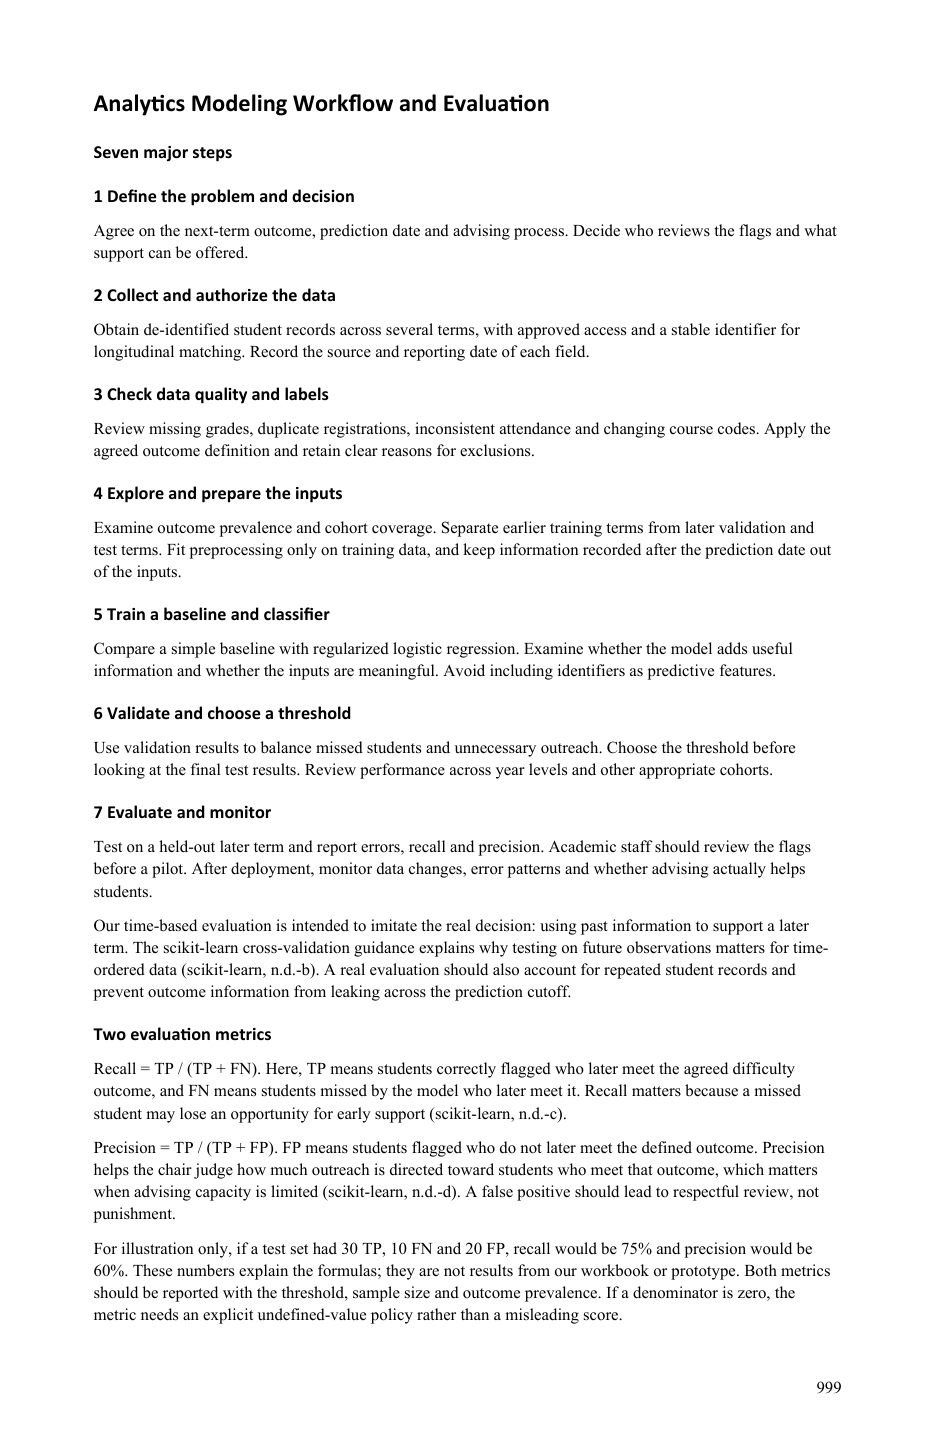 Analytics Modeling Workflow and Evaluation
Seven major steps
1 Define the problem and decision
Agree on the next-term outcome, prediction date and advising process. Decide who reviews the flags and what
support can be offered.
2 Collect and authorize the data
Obtain de-identified student records across several terms, with approved access and a stable identifier for
longitudinal matching. Record the source and reporting date of each field.
3 Check data quality and labels
Review missing grades, duplicate registrations, inconsistent attendance and changing course codes. Apply the
agreed outcome definition and retain clear reasons for exclusions.
4 Explore and prepare the inputs
Examine outcome prevalence and cohort coverage. Separate earlier training terms from later validation and
test terms. Fit preprocessing only on training data, and keep information recorded after the prediction date out
of the inputs.
5 Train a baseline and classifier
Compare a simple baseline with regularized logistic regression. Examine whether the model adds useful
information and whether the inputs are meaningful. Avoid including identifiers as predictive features.
6 Validate and choose a threshold
Use validation results to balance missed students and unnecessary outreach. Choose the threshold before
looking at the final test results. Review performance across year levels and other appropriate cohorts.
7 Evaluate and monitor
Test on a held-out later term and report errors, recall and precision. Academic staff should review the flags
before a pilot. After deployment, monitor data changes, error patterns and whether advising actually helps
students.
Our time-based evaluation is intended to imitate the real decision: using past information to support a later
term. The scikit-learn cross-validation guidance explains why testing on future observations matters for time-
ordered data (scikit-learn, n.d.-b). A real evaluation should also account for repeated student records and
prevent outcome information from leaking across the prediction cutoff.
Two evaluation metrics
Recall = TP / (TP + FN). Here, TP means students correctly flagged who later meet the agreed difficulty
outcome, and FN means students missed by the model who later meet it. Recall matters because a missed
student may lose an opportunity for early support (scikit-learn, n.d.-c).
Precision = TP / (TP + FP). FP means students flagged who do not later meet the defined outcome. Precision
helps the chair judge how much outreach is directed toward students who meet that outcome, which matters
when advising capacity is limited (scikit-learn, n.d.-d). A false positive should lead to respectful review, not
punishment.
For illustration only, if a test set had 30 TP, 10 FN and 20 FP, recall would be 75% and precision would be
60%. These numbers explain the formulas; they are not results from our workbook or prototype. Both metrics
should be reported with the threshold, sample size and outcome prevalence. If a denominator is zero, the
metric needs an explicit undefined-value policy rather than a misleading score.
999